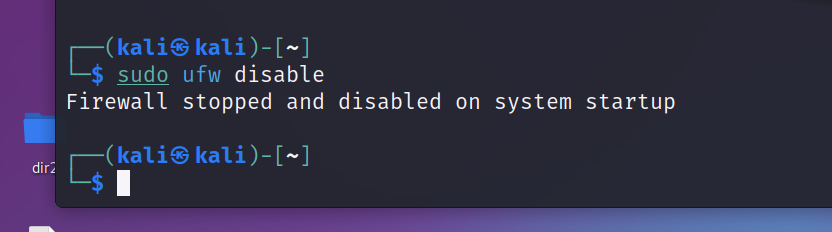 ┌──(kali㉿kali)-[~]
└─$ sudo ufw disable
Firewall stopped and disabled on system startup
┌──(kali㉿kali)-[~]
└─$
dir2